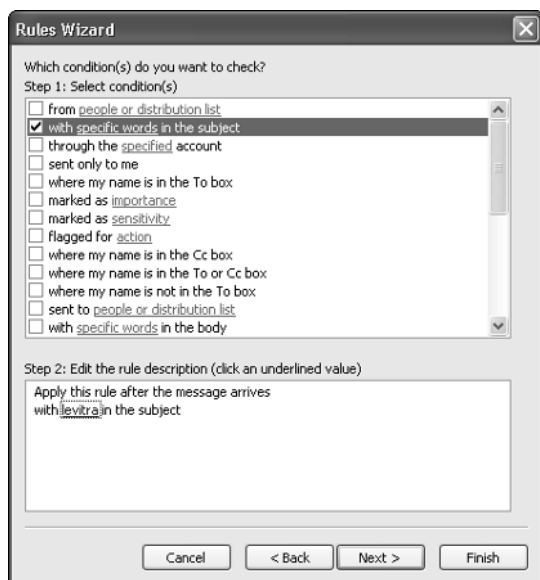 Rules Wizard
Which condition(s) do you want to check?
Step 1: Select condition(s)
from people or distribution list
with specific words in the subject
through the specified account
sent only to me
where my name is in the To box
marked as importance
marked as sensitivity
flagged for action
where my name is in the Cc box
where my name is in the To or Cc box
where my name is not in the To box
sent to people or distribution list
with specific words in the body
Step 2: Edit the rule description (click an underlined value)
Apply this rule after the message arrives
with levitra in the subject
Cancel < Back Next > Finish